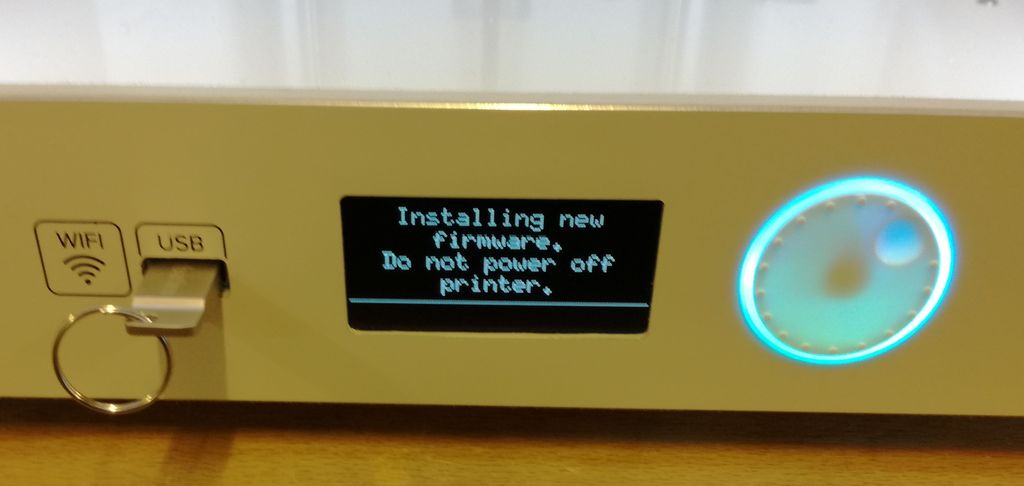 WIFI
USB
Installing new
firmware.
Do not power off
printer.